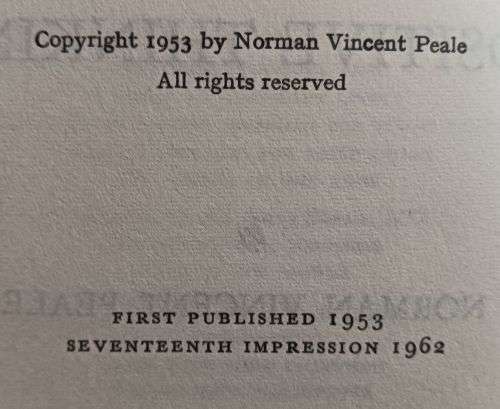 Copyright 1953 by Norman Vincent Peale
All rights reserved
FIRST PUBLISHED 1953
SEVENTEENTH IMPRESSION 1962